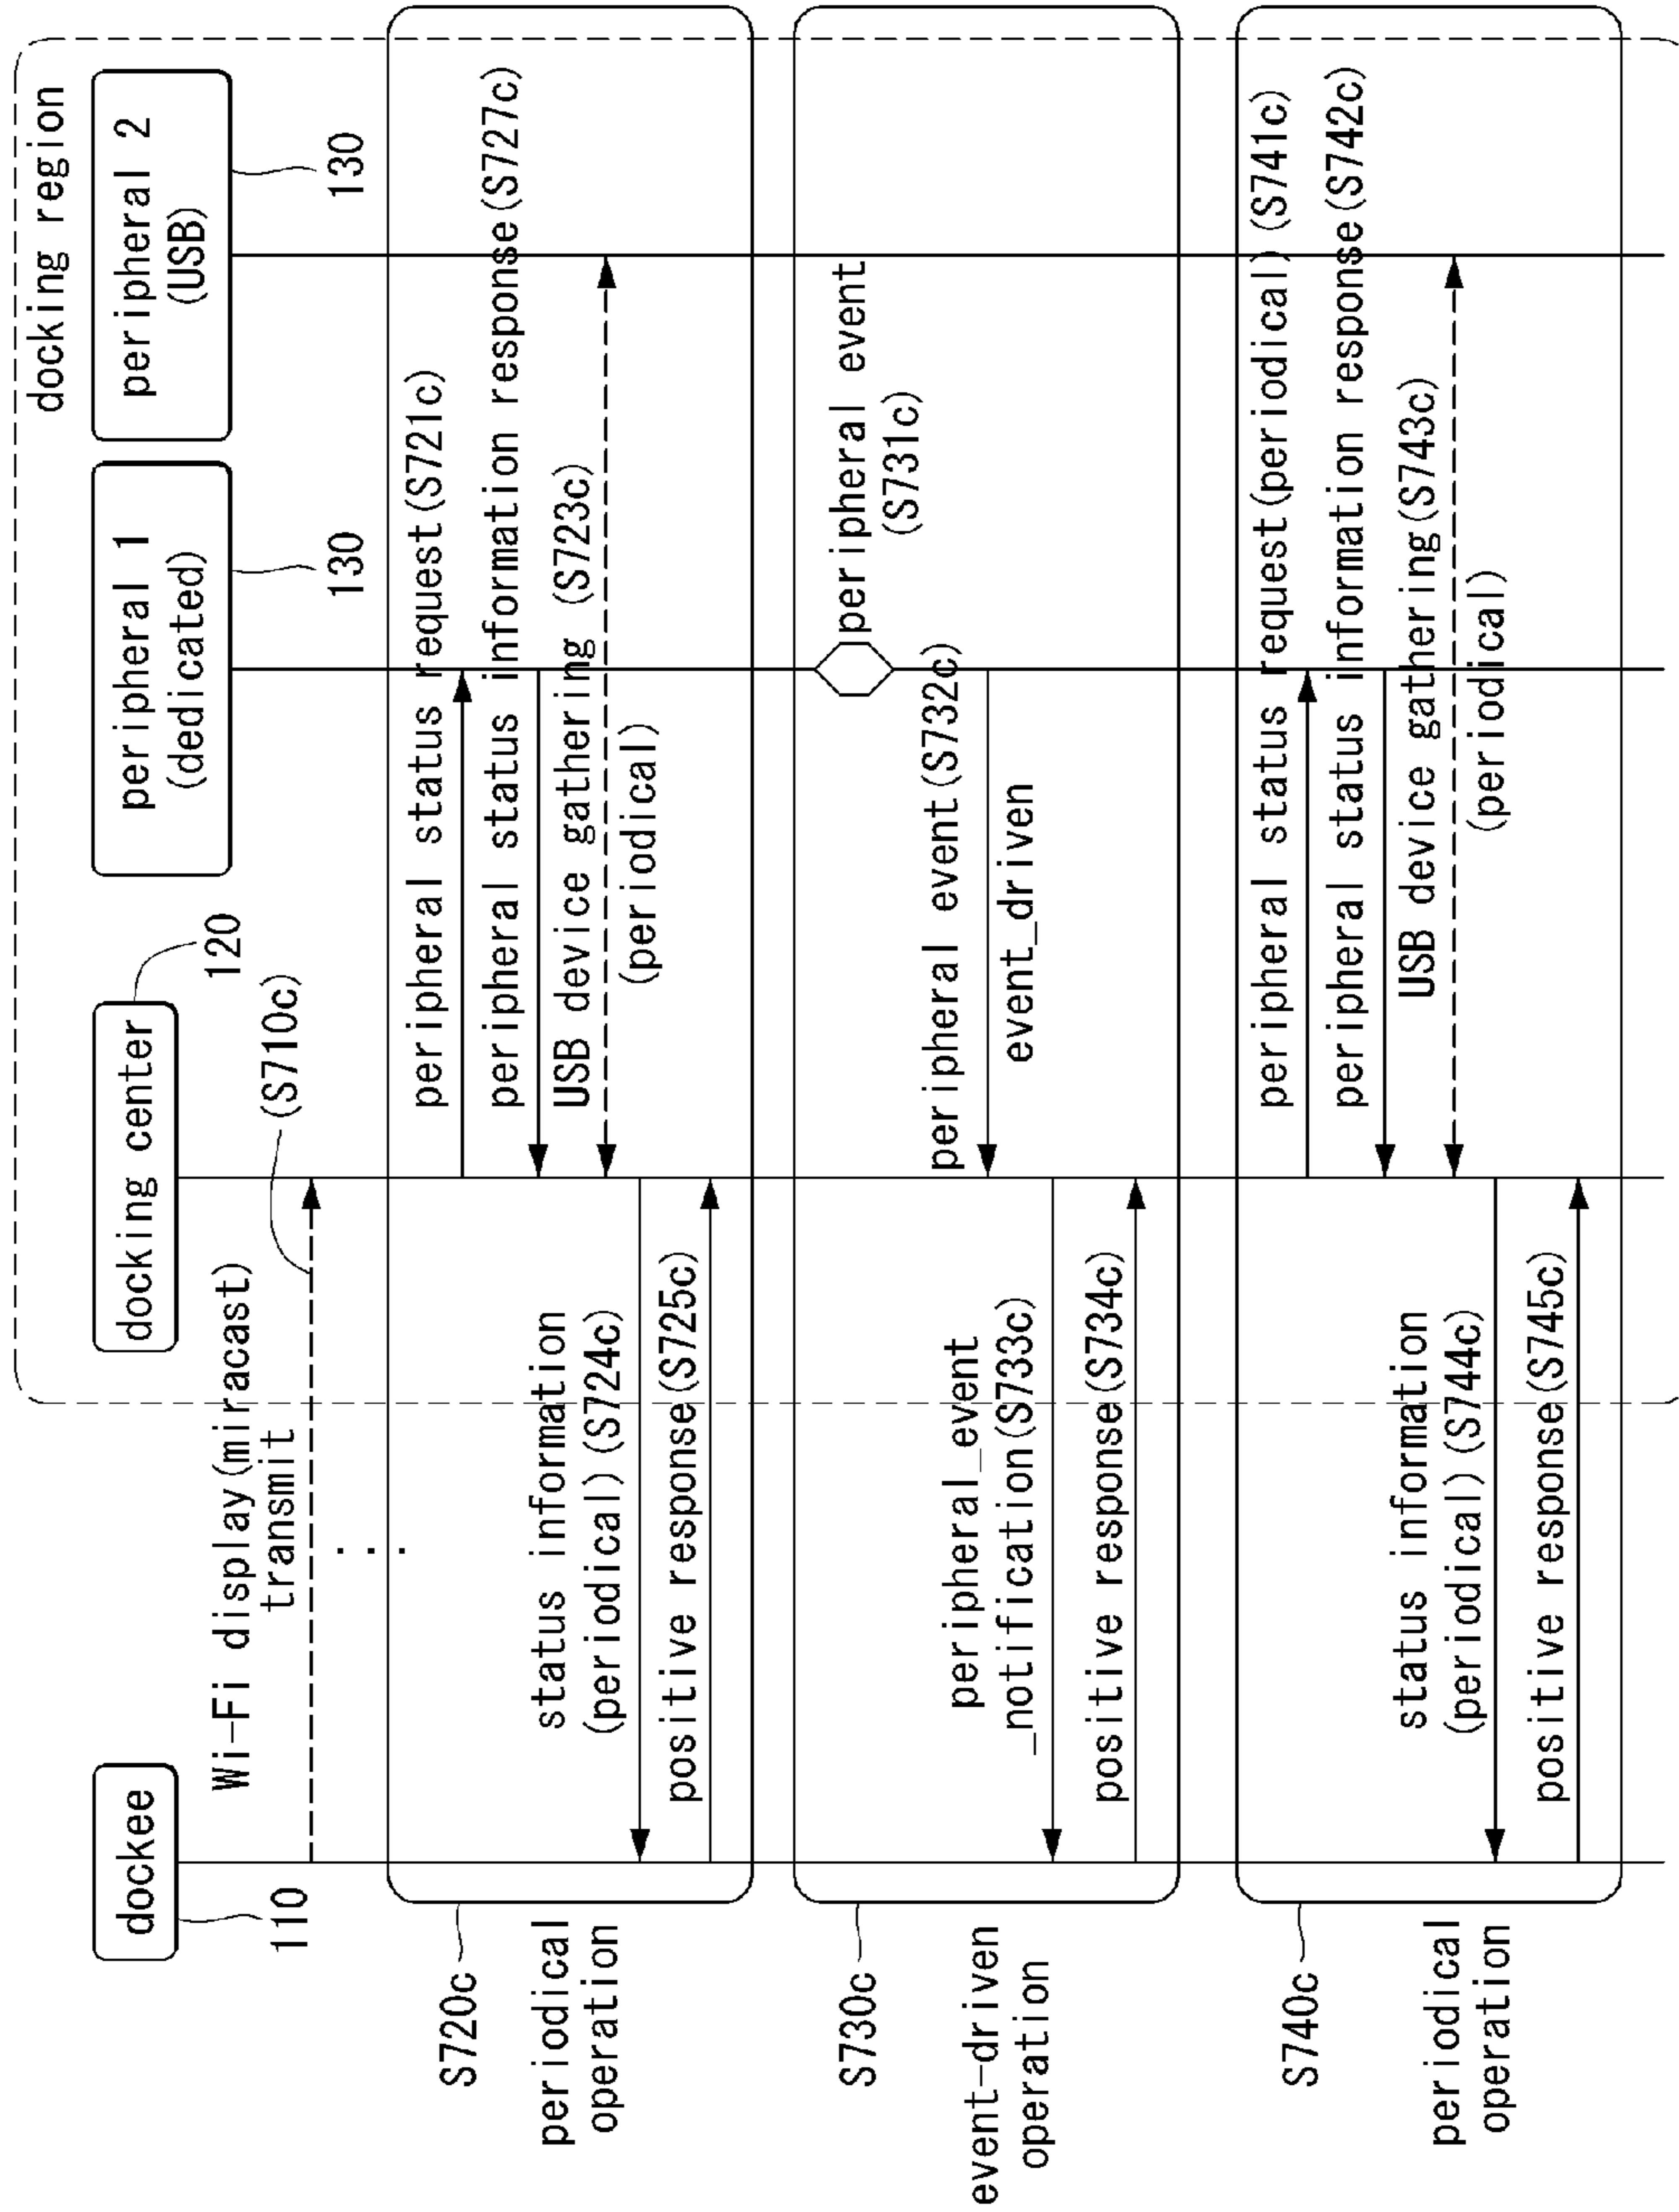 docking region
dockee
110
docking center
120
peripheral 1
(dedicated)
130
peripheral 2
(USB)
130
Wi-Fi display(miracast)
transmit
(S710c)
...
S720c
periodical
operation
peripheral status request(S721c)
peripheral status information response(S727c)
USB device gathering (S723c)
(periodical)
status information
(periodical)(S724c)
positive response(S725c)
S730c
event-driven
operation
peripheral event
(S731c)
peripheral event(S732c)
event_driven
peripheral_event
_notification(S733c)
positive response(S734c)
S740c
periodical
operation
peripheral status request(periodical)(S741c)
peripheral status information response(S742c)
USB device gathering(S743c)
(periodical)
status information
(periodical)(S744c)
positive response(S745c)